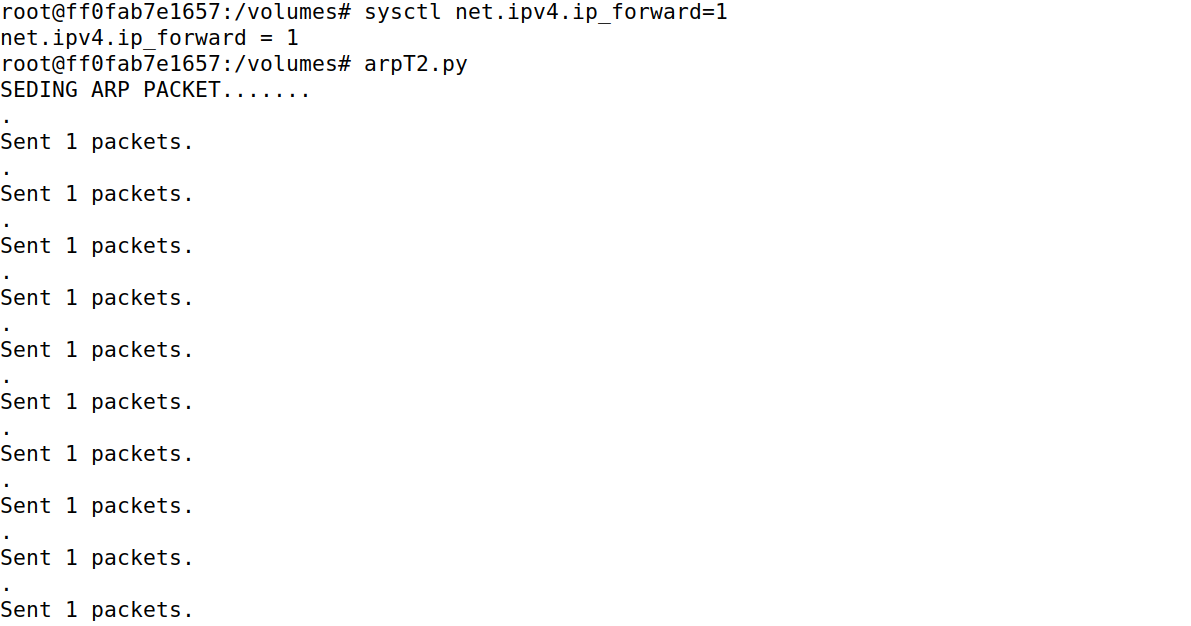 root@ff0fab7e1657:/volumes# sysctl net.ipv4.ip_forward=1
net.ipv4.ip_forward = 1
root@ff0fab7e1657:/volumes# arpT2.py
SEDING ARP PACKET.......
.
Sent 1 packets.
.
Sent 1 packets.
.
Sent 1 packets.
.
Sent 1 packets.
.
Sent 1 packets.
.
Sent 1 packets.
.
Sent 1 packets.
.
Sent 1 packets.
.
Sent 1 packets.
.
Sent 1 packets.